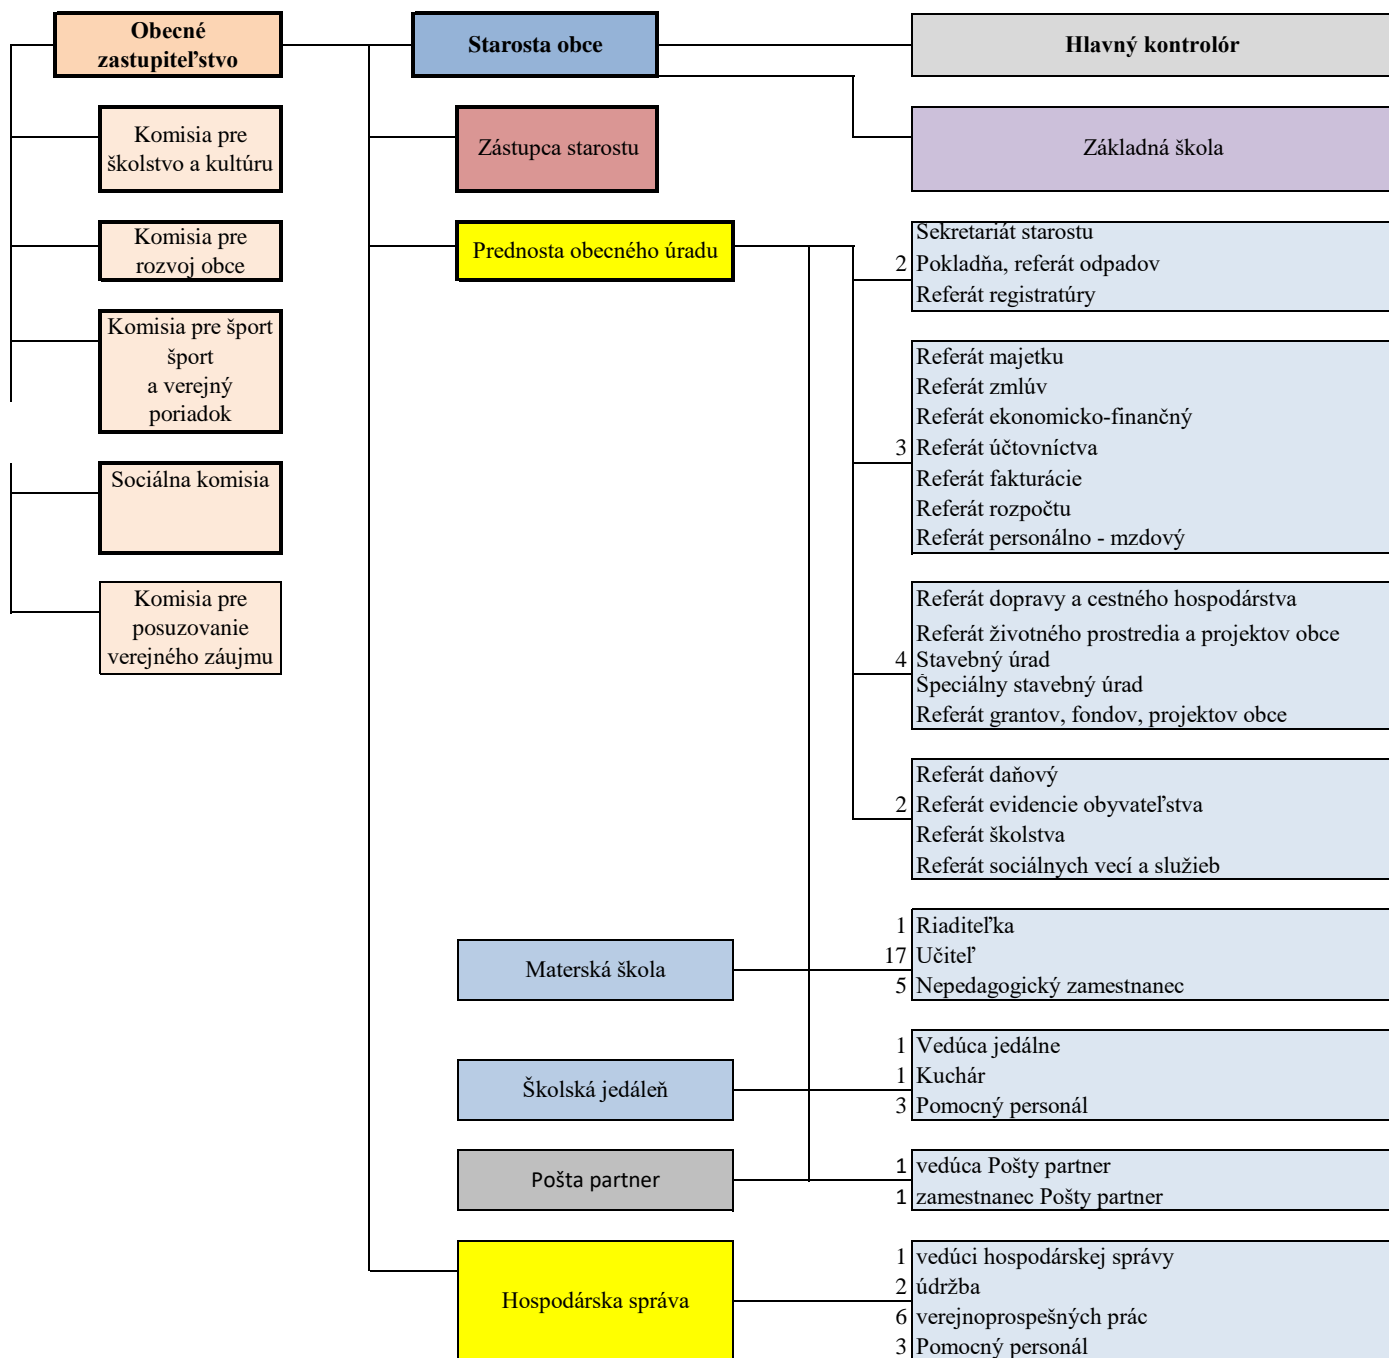 Obecné
zastupiteľstvo
Starosta obce
Hlavný kontrolór
Komisia pre
školstvo a kultúru
Zástupca starostu
Základná škola
Komisia pre
rozvoj obce
Prednosta obecného úradu
Sekretariát starostu
2 Pokladňa, referát odpadov
Referát registratúry
Komisia pre šport
šport
a verejný
poriadok
Referát majetku
Referát zmlúv
Referát ekonomicko-finančný
3 Referát účtovníctva
Referát fakturácie
Referát rozpočtu
Referát personálno - mzdový
Sociálna komisia
Komisia pre
posuzovanie
verejného záujmu
Referát dopravy a cestného hospodárstva
Referát životného prostredia a projektov obce
4 Stavebný úrad
Špeciálny stavebný úrad
Referát grantov, fondov, projektov obce
Referát daňový
2 Referát evidencie obyvateľstva
Referát školstva
Referát sociálnych vecí a služieb
Materská škola
1 Riaditeľka
17 Učiteľ
5 Nepedagogický zamestnanec
Školská jedáleň
1 Vedúca jedálne
1 Kuchár
3 Pomocný personál
Pošta partner
1 vedúca Pošty partner
1 zamestnanec Pošty partner
Hospodárska správa
1 vedúci hospodárskej správy
2 údržba
6 verejnoprospešných prác
3 Pomocný personál